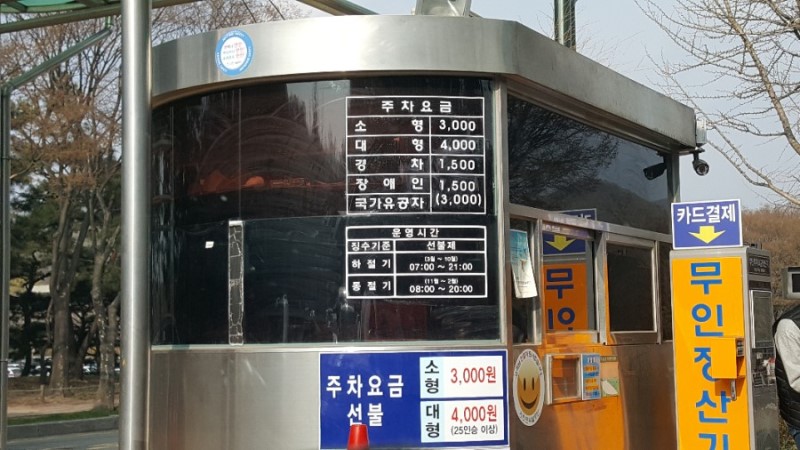 주차요금
소 형 3,000
대 형 4,000
경 차 1,500
장애인 1,500
국가유공자 (3,000)
운영시간
징수기준 선불제
하절기 (3월 ~ 10월)
07:00 ~ 21:00
동절기 (11월 ~ 2월)
08:00 ~ 20:00
주차요금
선불
소형 3,000원
대형 4,000원
(25인승 이상)
무인
카드결제
무인정산기